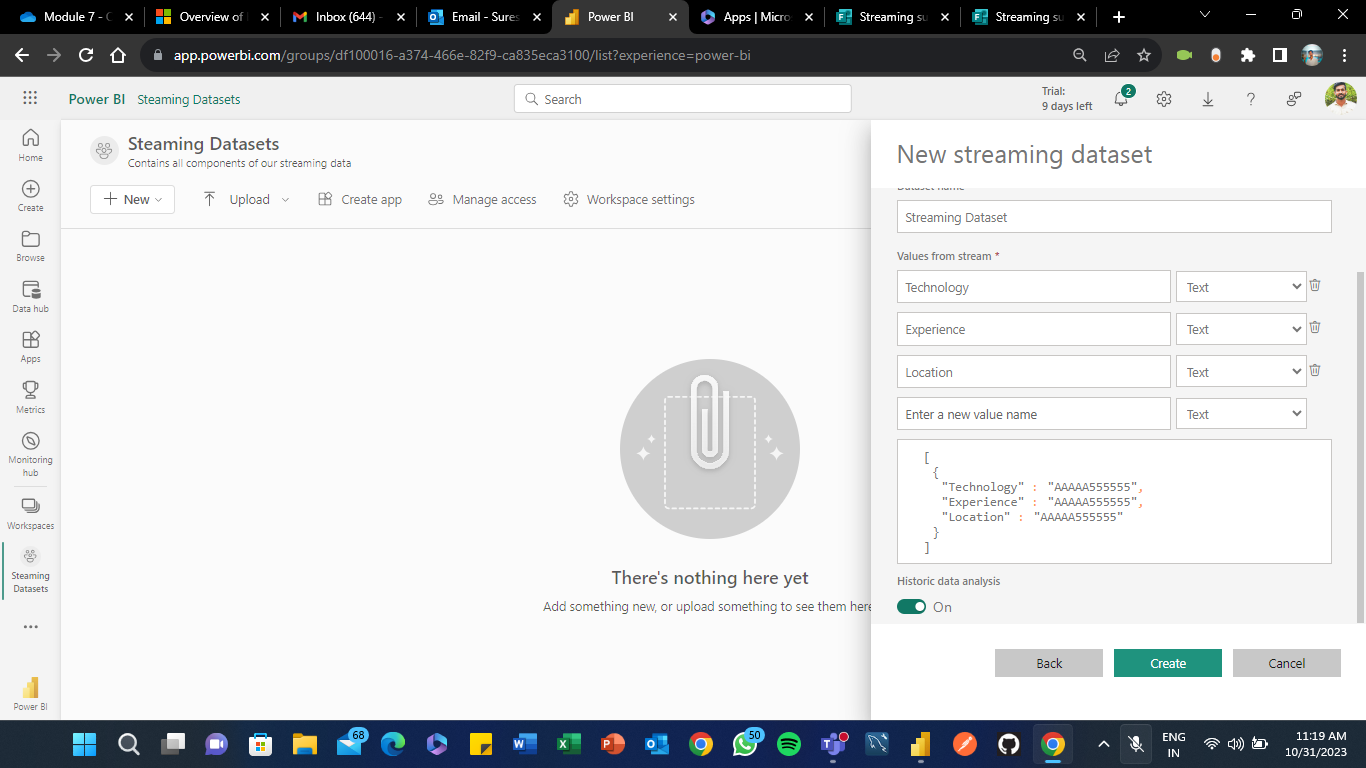 Module 7 - C
Overview of
Inbox (644) -
Email - Sures
Power BI
Apps | Micro
Streaming su
Streaming su
app.powerbi.com/groups/df100016-a374-466e-82f9-ca835eca3100/list?experience=power-bi
Power BI Steaming Datasets
Search
Trial:
9 days left
2
Home
Create
Browse
Data hub
Apps
Metrics
Monitoring
hub
Workspaces
Steaming
Datasets
Power BI
Steaming Datasets
Contains all components of our streaming data
New
Upload
Create app
Manage access
Workspace settings
There's nothing here yet
Add something new, or upload something to see them here
New streaming dataset
Dataset name
Streaming Dataset
Values from stream *
Technology Text
Experience Text
Location Text
Enter a new value name Text
[
{
"Technology" : "AAAAA555555",
"Experience" : "AAAAA555555",
"Location" : "AAAAA555555"
}
]
Historic data analysis
On
Back Create Cancel
68
50
ENG
IN
11:19 AM
10/31/2023